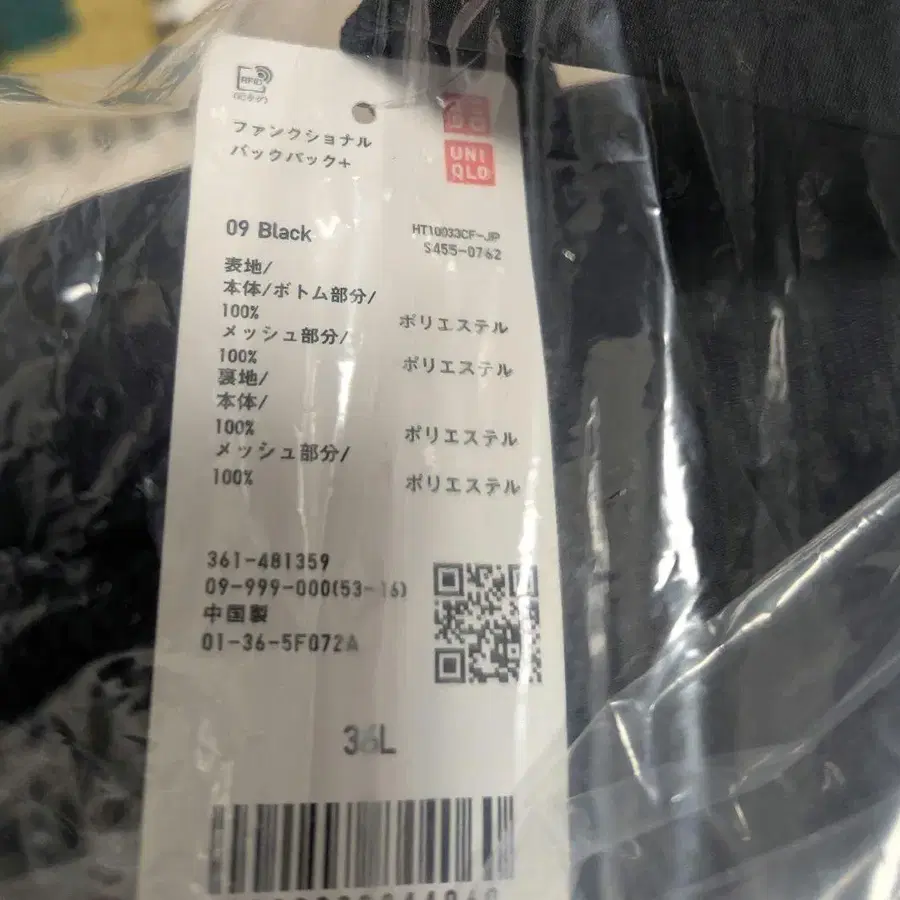 RFID
ファンクショナル
バックパック+
UNI
QLO
09 Black
HT10033CF-JP
S455-0762
表地/
本体/ボトム部分/
100% ポリエステル
メッシュ部分/
100% ポリエステル
裏地/
本体/
100% ポリエステル
メッシュ部分/
100% ポリエステル
361-481359
09-999-000(53-16)
中国製
01-36-5F072A
36L